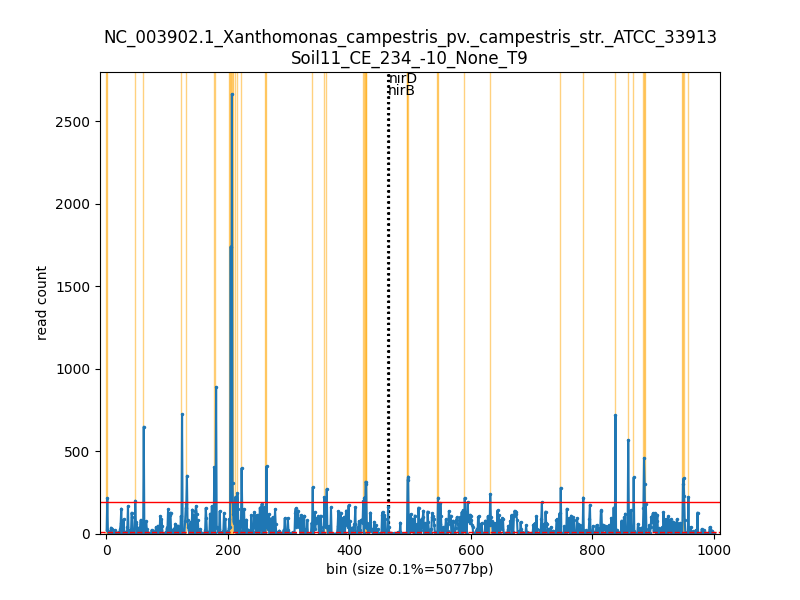 NC_003902.1_Xanthomonas_campestris_pv._campestris_str._ATCC_33913
Soil11_CE_234_-10_None_T9
nirD
nirB
2500
2000
1500
1000
500
0
read count
0 200 400 600 800 1000
bin (size 0.1%=5077bp)